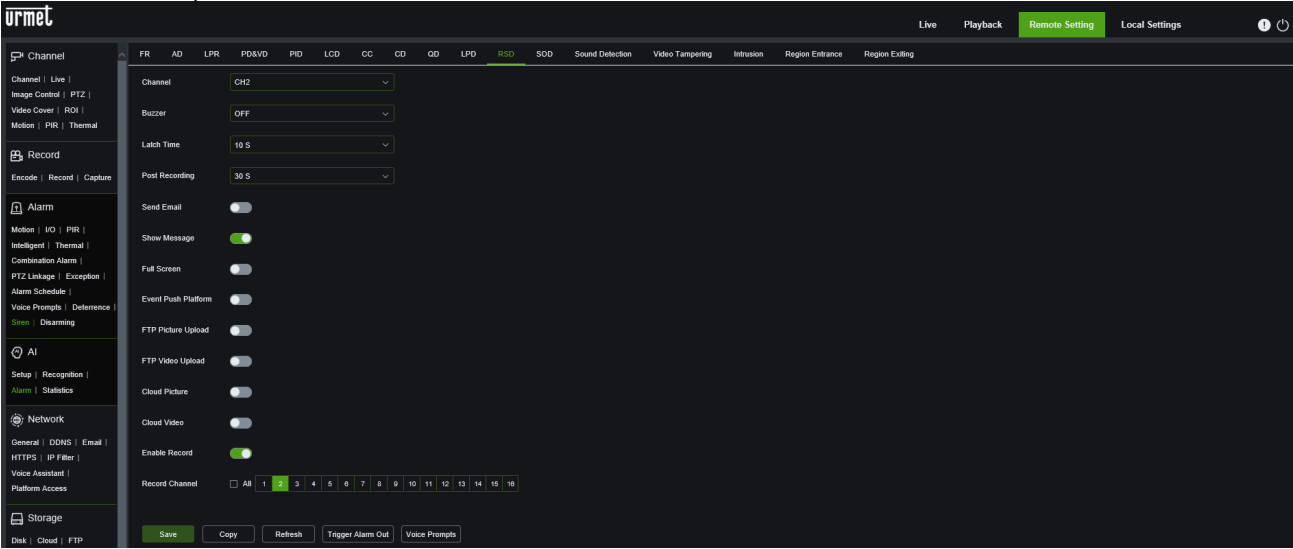 urmet
Live Playback Remote Setting Local Settings
Channel
Channel | Live |
Image Control | PTZ |
Video Cover | ROI |
Motion | PIR | Thermal
Record
Encode | Record | Capture
Alarm
Motion | I/O | PIR |
Intelligent | Thermal |
Combination Alarm |
PTZ Linkage | Exception |
Alarm Schedule |
Voice Prompts | Deterrence |
Siren | Disarming
AI
Setup | Recognition |
Alarm | Statistics
Network
General | DDNS | Email |
HTTPS | IP Filter |
Voice Assistant |
Platform Access
Storage
Disk | Cloud | FTP
FR AD LPR PD&VD PID LCD CC CD QD LPD RSD SOD Sound Detection Video Tampering Intrusion Region Entrance Region Exiting
Channel CH2
Buzzer OFF
Latch Time 10 S
Post Recording 30 S
Send Email
Show Message
Full Screen
Event Push Platform
FTP Picture Upload
FTP Video Upload
Cloud Picture
Cloud Video
Enable Record
Record Channel All 1 2 3 4 5 6 7 8 9 10 11 12 13 14 15 16
Save Copy Refresh Trigger Alarm Out Voice Prompts